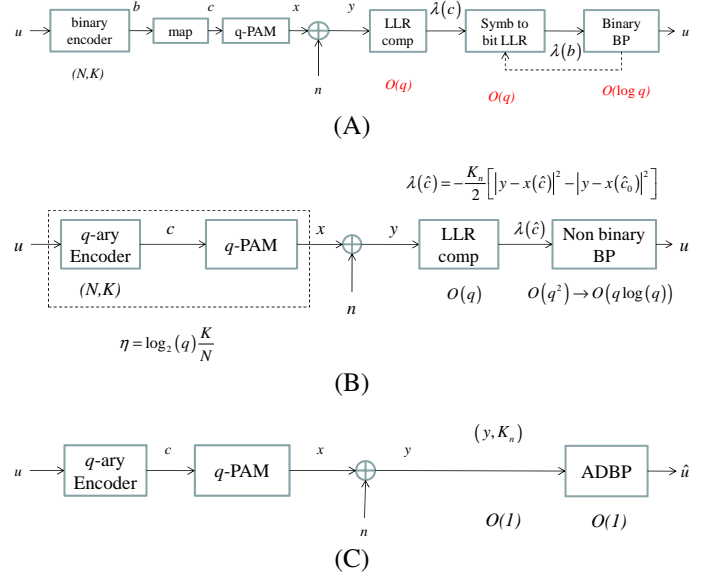 b c x y λ(c)
u binary encoder map q-PAM LLR comp Symb to bit LLR Binary BP u
λ(b)
(N,K) n O(q) O(q) O(log q)
(A)
λ(ĉ) = −K_n/2 [|y − x(ĉ)|² − |y − x(ĉ₀)|²]
c x y λ(ĉ)
u q-ary Encoder q-PAM LLR comp Non binary BP u
(N,K) n O(q) O(q²) → O(q log(q))
η = log₂(q) K/N
(B)
(y, K_n)
c x y
u q-ary Encoder q-PAM ADBP û
n O(1) O(1)
(C)